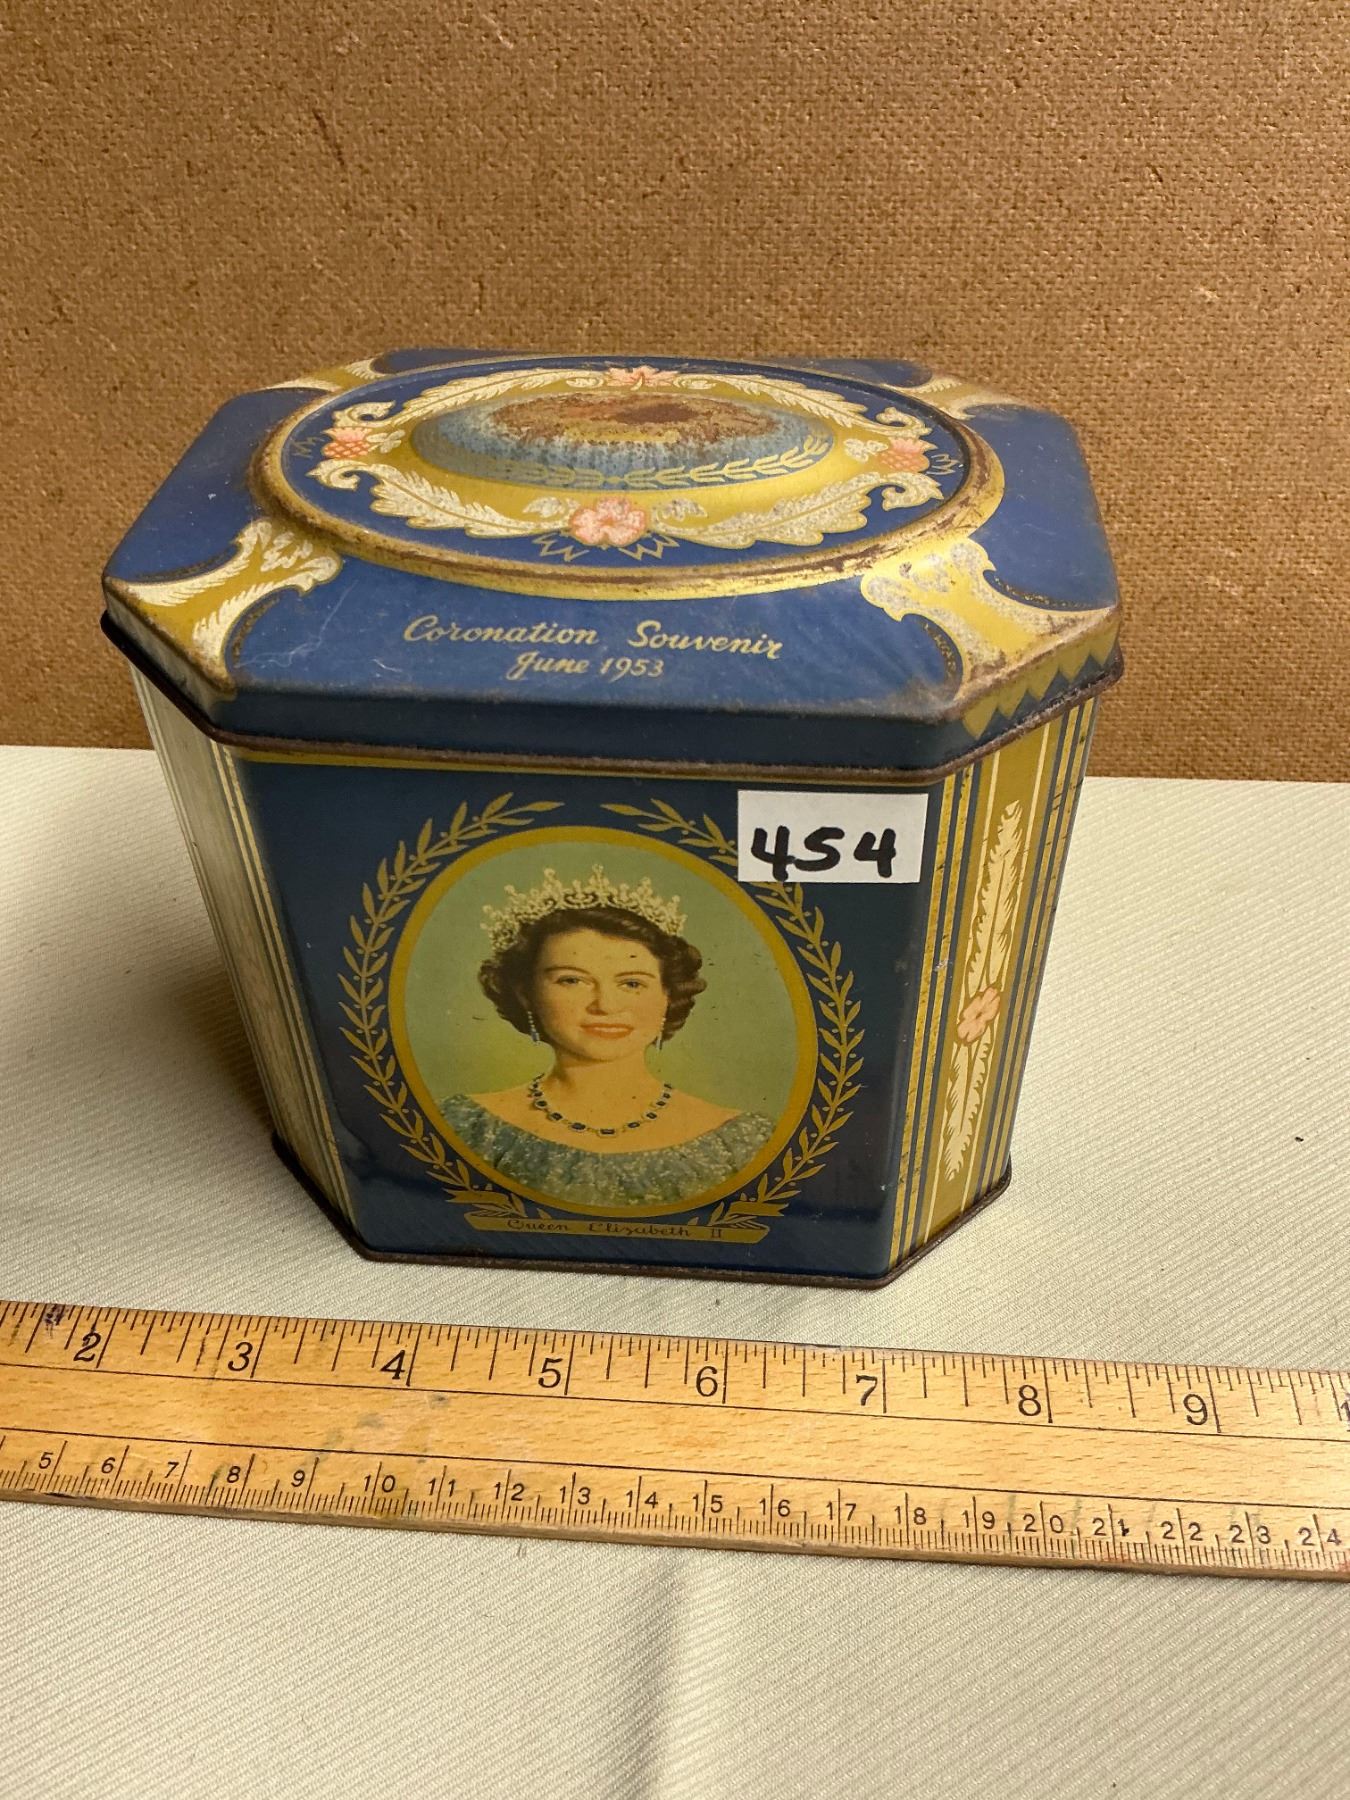 Coronation Souvenir
June 1953
454
Queen Elizabeth II
2 3 4 5 6 7 8 9
5 6 7 8 9 10 11 12 13 14 15 16 17 18 19 20 21 22 23 24